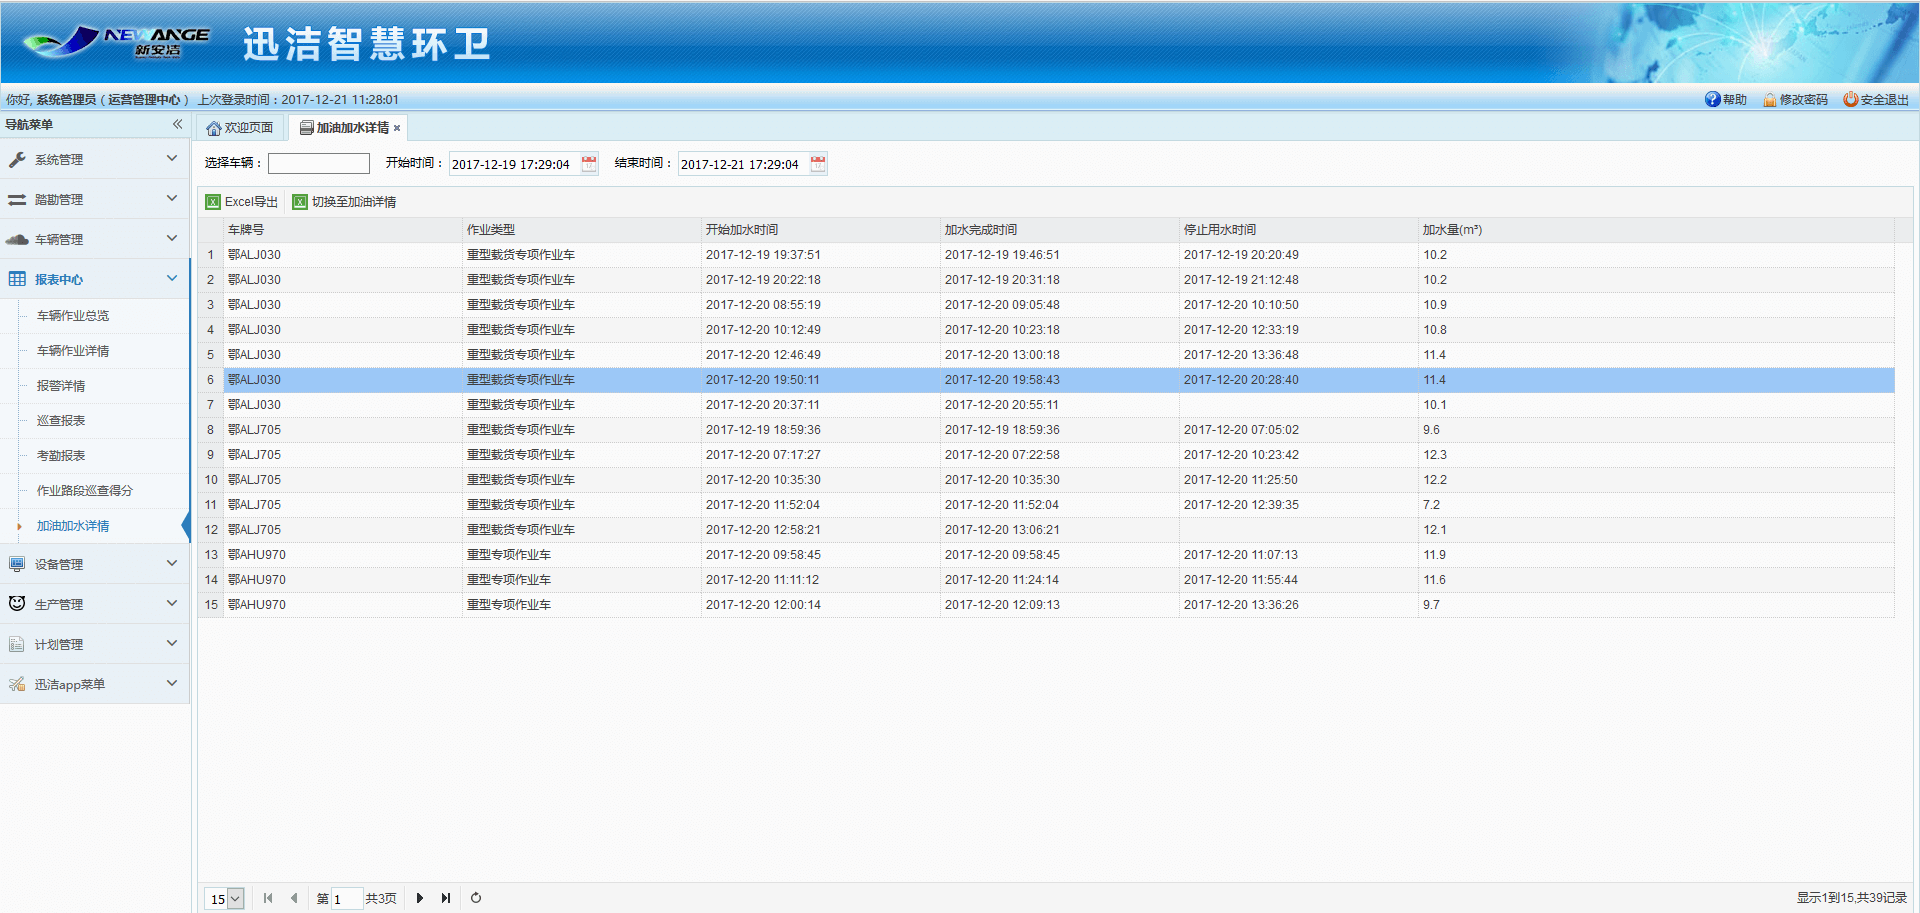 NEWANGE
新安洁
迅洁智慧环卫
你好, 系统管理员 ( 运营管理中心 ) 上次登录时间 : 2017-12-21 11:28:01
帮助 修改密码 安全退出
导航菜单
系统管理
踏勘管理
车辆管理
报表中心
车辆作业总览
车辆作业详情
报警详情
巡查报表
考勤报表
作业路段巡查得分
加油加水详情
设备管理
生产管理
计划管理
迅洁app菜单
欢迎页面 加油加水详情
选择车辆 : 开始时间 : 2017-12-19 17:29:04 结束时间 : 2017-12-21 17:29:04
Excel导出 切换至加油详情
车牌号 作业类型 开始加水时间 加水完成时间 停止用水时间 加水量(m³)
1 鄂ALJ030 重型载货专项作业车 2017-12-19 19:37:51 2017-12-19 19:46:51 2017-12-19 20:20:49 10.2
2 鄂ALJ030 重型载货专项作业车 2017-12-19 20:22:18 2017-12-19 20:31:18 2017-12-19 21:12:48 10.2
3 鄂ALJ030 重型载货专项作业车 2017-12-20 08:55:19 2017-12-20 09:05:48 2017-12-20 10:10:50 10.9
4 鄂ALJ030 重型载货专项作业车 2017-12-20 10:12:49 2017-12-20 10:23:18 2017-12-20 12:33:19 10.8
5 鄂ALJ030 重型载货专项作业车 2017-12-20 12:46:49 2017-12-20 13:00:18 2017-12-20 13:36:48 11.4
6 鄂ALJ030 重型载货专项作业车 2017-12-20 19:50:11 2017-12-20 19:58:43 2017-12-20 20:28:40 11.4
7 鄂ALJ030 重型载货专项作业车 2017-12-20 20:37:11 2017-12-20 20:55:11 10.1
8 鄂ALJ705 重型载货专项作业车 2017-12-19 18:59:36 2017-12-19 18:59:36 2017-12-20 07:05:02 9.6
9 鄂ALJ705 重型载货专项作业车 2017-12-20 07:17:27 2017-12-20 07:22:58 2017-12-20 10:23:42 12.3
10 鄂ALJ705 重型载货专项作业车 2017-12-20 10:35:30 2017-12-20 10:35:30 2017-12-20 11:25:50 12.2
11 鄂ALJ705 重型载货专项作业车 2017-12-20 11:52:04 2017-12-20 11:52:04 2017-12-20 12:39:35 7.2
12 鄂ALJ705 重型载货专项作业车 2017-12-20 12:58:21 2017-12-20 13:06:21 12.1
13 鄂AHU970 重型专项作业车 2017-12-20 09:58:45 2017-12-20 09:58:45 2017-12-20 11:07:13 11.9
14 鄂AHU970 重型专项作业车 2017-12-20 11:11:12 2017-12-20 11:24:14 2017-12-20 11:55:44 11.6
15 鄂AHU970 重型专项作业车 2017-12-20 12:00:14 2017-12-20 12:09:13 2017-12-20 13:36:26 9.7
15 第 1 共3页 显示1到15,共39记录